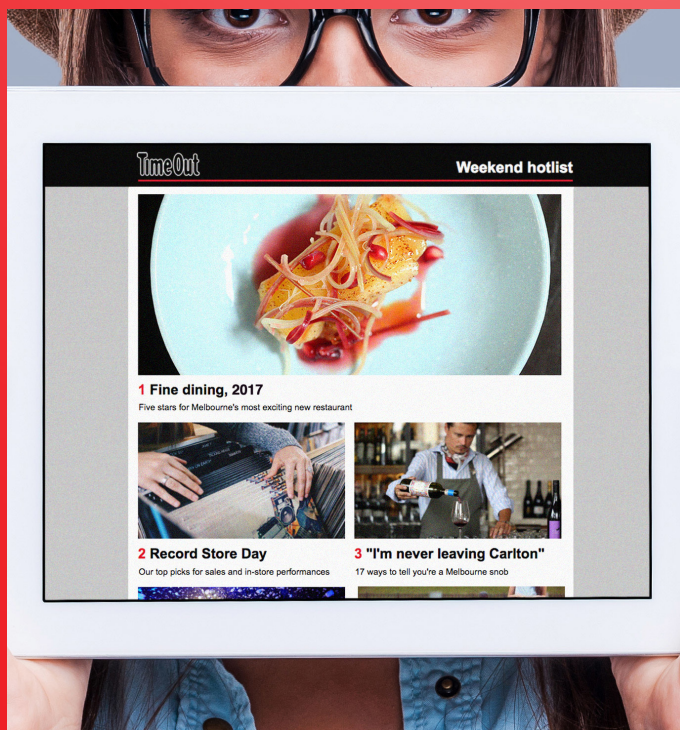 TimeOut
Weekend hotlist
1 Fine dining, 2017
Five stars for Melbourne's most exciting new restaurant
2 Record Store Day
Our top picks for sales and in-store performances
3 "I'm never leaving Carlton"
17 ways to tell you're a Melbourne snob